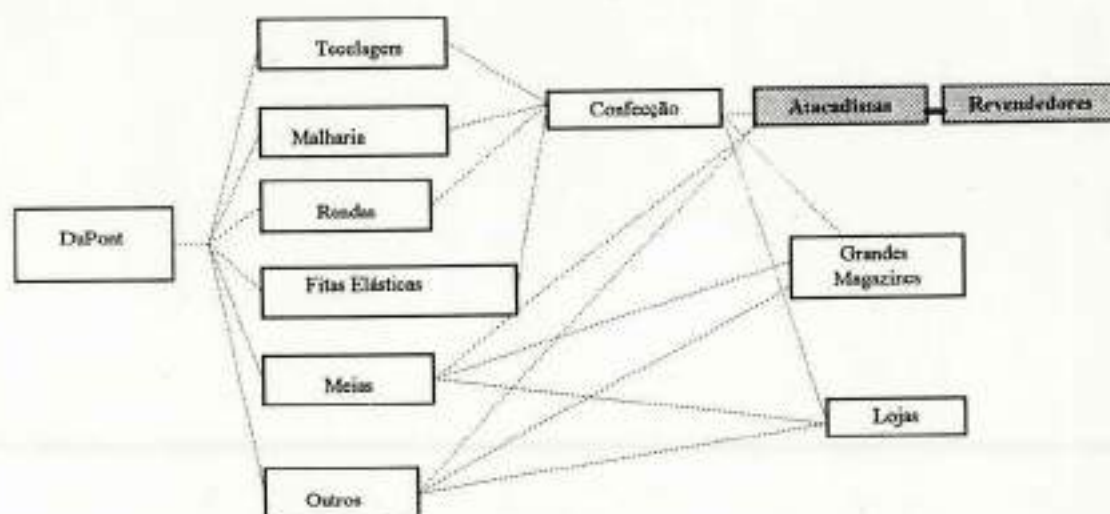 Tecelagem
Malharia
Rendas
Fitas Elásticas
Meias
Outros
DuPont
Confecção
Atacadistas
Revendedores
Grandes
Magazines
Lojas